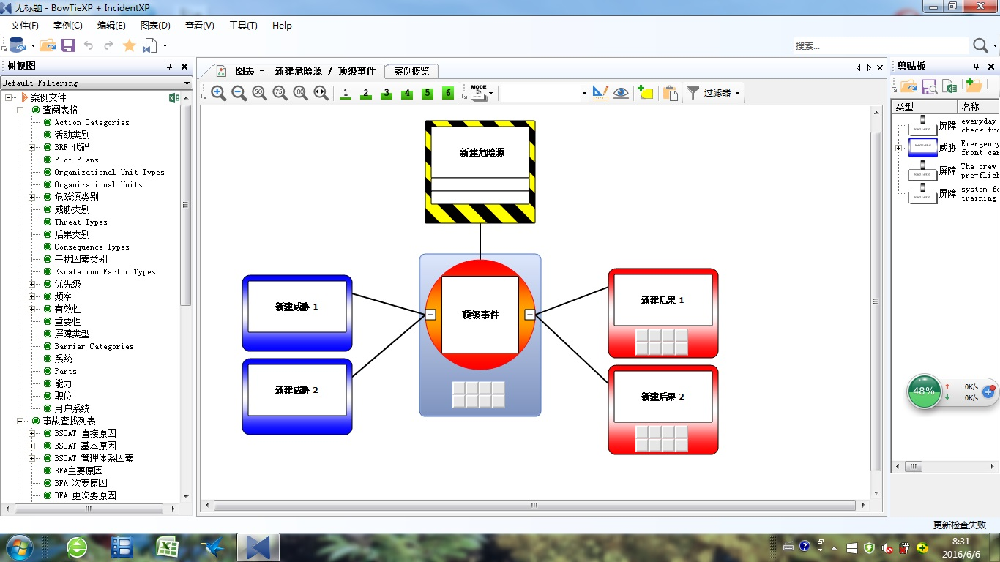 无标题 - BowTieXP + IncidentXP
文件(F) 案例(C) 编辑(E) 图表(D) 查看(V) 工具(T) Help
搜索...
树视图
Default Filtering
案例文件
查阅表格
Action Categories
活动类别
BRF 代码
Plot Plans
Organizational Unit Types
Organizational Units
危险源类别
威胁类别
Threat Types
后果类别
Consequence Types
干扰因素类别
Escalation Factor Types
优先级
频率
有效性
重要性
屏障类型
Barrier Categories
系统
Parts
能力
职位
用户系统
事故查找列表
BSCAT 直接原因
BSCAT 基本原因
BSCAT 管理体系因素
BFA主要原因
BFA 次要原因
BFA 更次要原因
图表 - 新建危险源 / 顶级事件
案例概览
50 75 100 1 2 3 4 5 6 MODE 过滤器
新建危险源
顶级事件
新建威胁 1
新建威胁 2
新建后果 1
新建后果 2
剪贴板
类型 名称
屏障 everyday
check fro
威胁 Emergency
front car
屏障 The crew
pre-fligh
屏障 system fa
training
48%
0K/s
0K/s
更新检查失败
8:31
2016/6/6